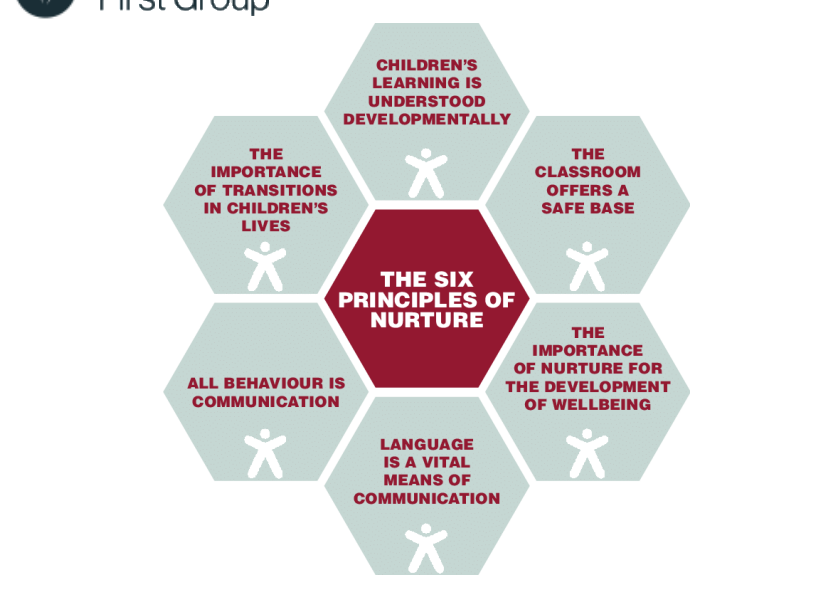 First Group
CHILDREN'S
LEARNING IS
UNDERSTOOD
DEVELOPMENTALLY
THE
CLASSROOM
OFFERS A
SAFE BASE
THE
IMPORTANCE
OF NURTURE FOR
THE DEVELOPMENT
OF WELLBEING
LANGUAGE
IS A VITAL
MEANS OF
COMMUNICATION
ALL BEHAVIOUR IS
COMMUNICATION
THE
IMPORTANCE
OF TRANSITIONS
IN CHILDREN'S
LIVES
THE SIX
PRINCIPLES OF
NURTURE